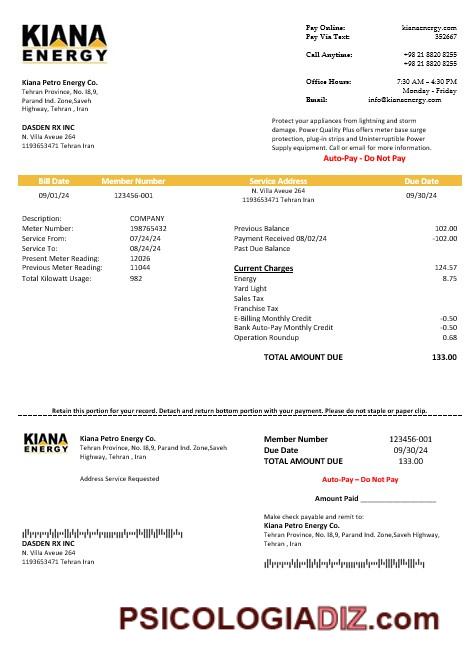 KIANA
ENERGY
Pay Online: kianaenergy.com
Pay Via Text: 352667
Call Anytime: +98 21 8820 8255
+98 21 8820 8255
Office Hours: 7:30 AM – 4:30 PM
Monday - Friday
Email: info@kianaenergy.com
Kiana Petro Energy Co.
Tehran Province, No. I8,9,
Parand Ind. Zone,Saveh
Highway, Tehran , Iran
DASDEN RX INC
N. Villa Aveue 264
1193653471 Tehran Iran
Protect your appliances from lightning and storm
damage. Power Quality Plus offers meter base surge
protection, plug-in strips and Uninterruptible Power
Supply equipment. Call or email for more information.
Auto-Pay - Do Not Pay
Bill Date Member Number Service Address Due Date
09/01/24 123456-001 N. Villa Aveue 264 09/30/24
1193653471 Tehran Iran
Description: COMPANY
Meter Number: 198765432
Service From: 07/24/24
Service To: 08/24/24
Present Meter Reading: 12026
Previous Meter Reading: 11044
Total Kilowatt Usage: 982
Previous Balance 102.00
Payment Received 08/02/24 -102.00
Past Due Balance
Current Charges 124.57
Energy 8.75
Yard Light
Sales Tax
Franchise Tax
E-Billing Monthly Credit -0.50
Bank Auto-Pay Monthly Credit -0.50
Operation Roundup 0.68
TOTAL AMOUNT DUE 133.00
Retain this portion for your record. Detach and return bottom portion with your payment. Please do not staple or paper clip.
KIANA
ENERGY
Kiana Petro Energy Co.
Tehran Province, No. I8,9, Parand Ind. Zone,Saveh
Highway, Tehran , Iran
Address Service Requested
Member Number 123456-001
Due Date 09/30/24
TOTAL AMOUNT DUE 133.00
Auto-Pay – Do Not Pay
Amount Paid ____________________
Make check payable and remit to:
Kiana Petro Energy Co.
Tehran Province, No. I8,9, Parand Ind. Zone,Saveh Highway,
Tehran , Iran
DASDEN RX INC
N. Villa Aveue 264
1193653471 Tehran Iran
PSICOLOGIADIZ.com